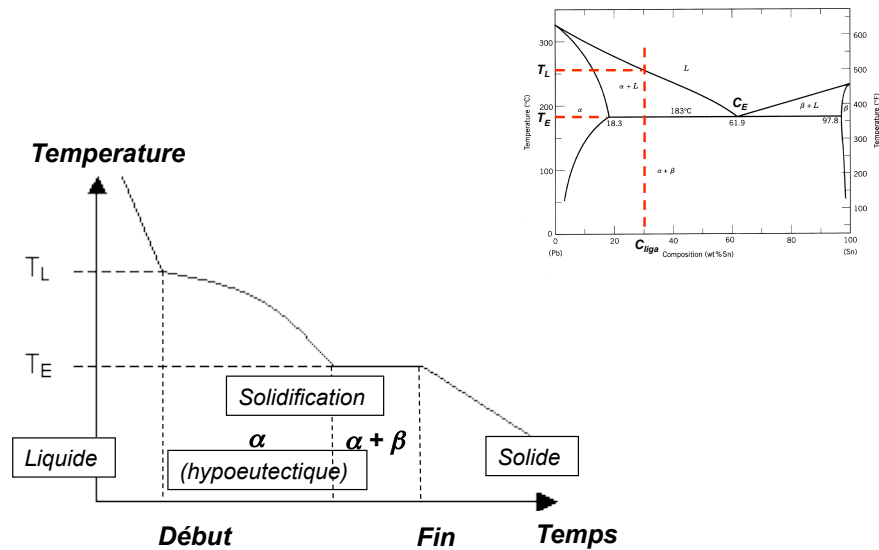 Temperature
T_L
T_E
Solidification
α
α + β
Liquide
(hypoeutectique)
Solide
Début
Fin
Temps
Temperature (°C)
300
200
100
0
T_L
T_E
L
α + L
α
C_E
β + L
β
183°C
18.3
61.9
97.8
α + β
600
500
400
300
200
100
Temperature (°F)
0
20
40
60
80
100
(Pb)
C_liga
Composition (wt % Sn)
(Sn)